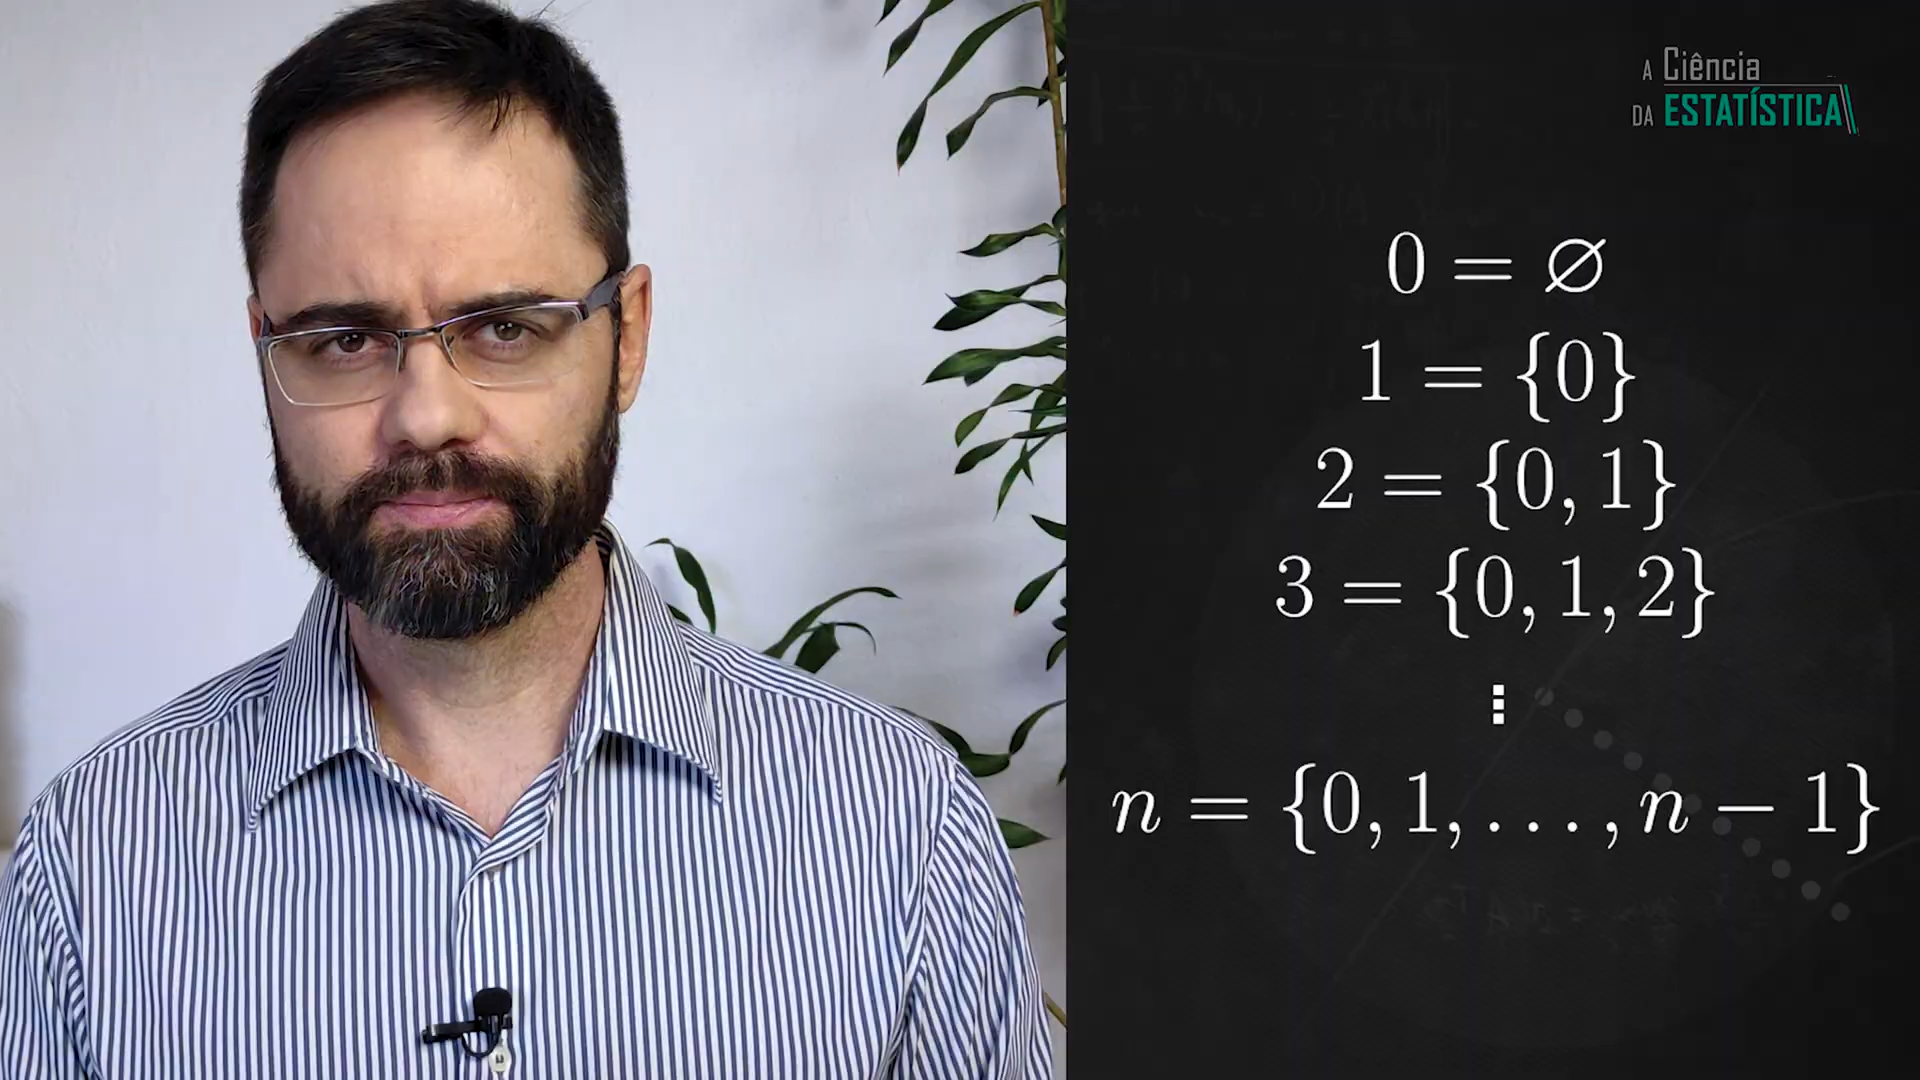 A Ciência
DA ESTATÍSTICA
0 = ∅
1 = {0}
2 = {0, 1}
3 = {0, 1, 2}
⋮
n = {0, 1, . . . , n − 1}